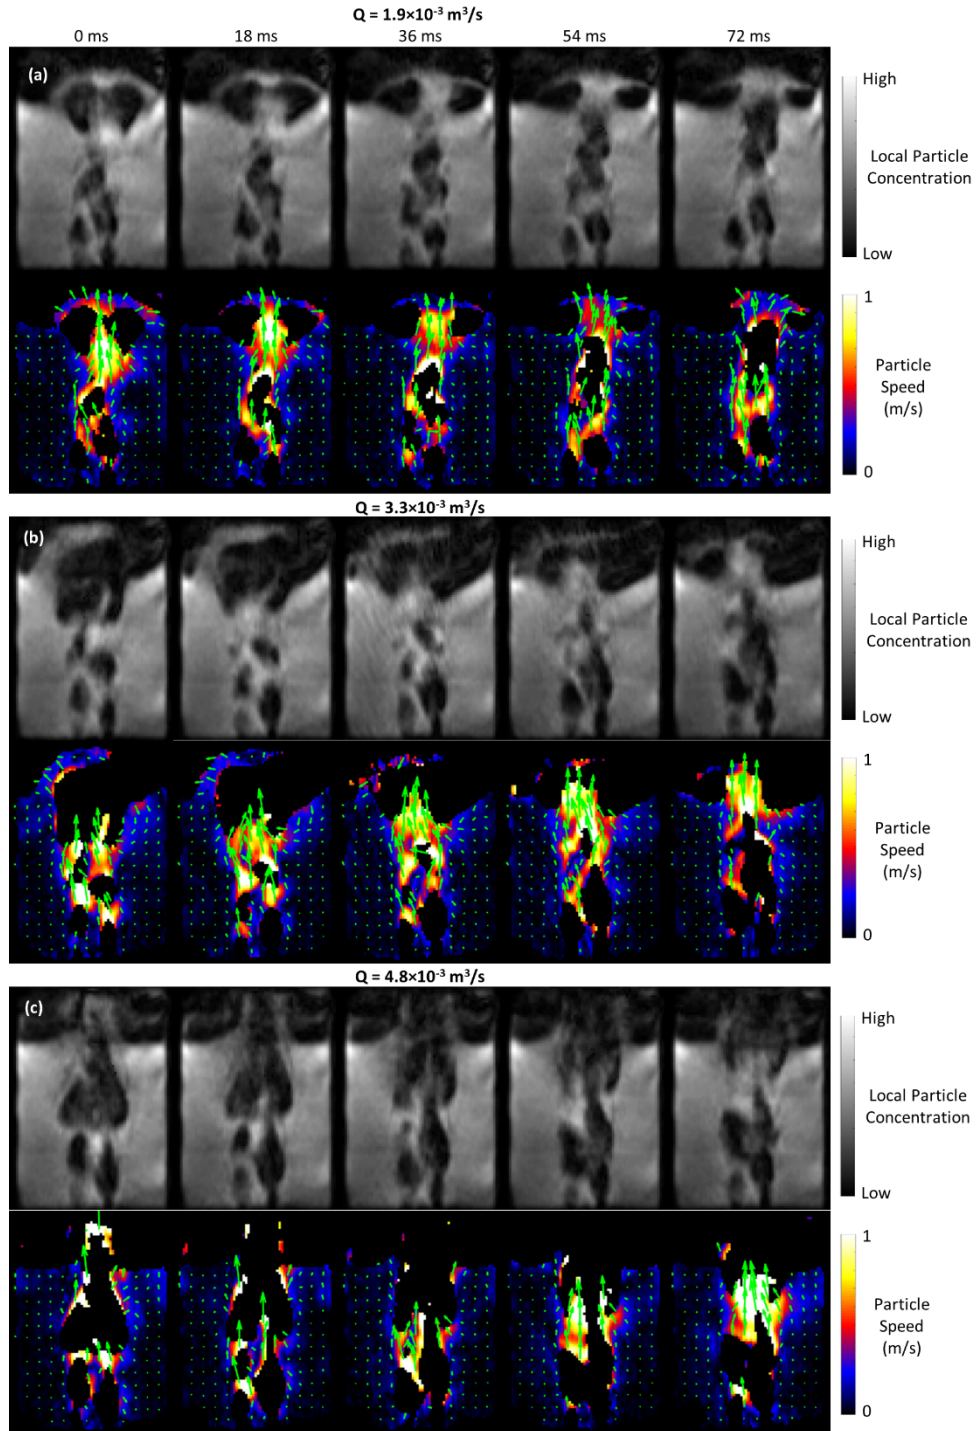 Q = 1.9×10⁻³ m³/s
0 ms 18 ms 36 ms 54 ms 72 ms
(a)
High
Local Particle
Concentration
Low
1
Particle
Speed
(m/s)
0
Q = 3.3×10⁻³ m³/s
(b)
High
Local Particle
Concentration
Low
1
Particle
Speed
(m/s)
0
Q = 4.8×10⁻³ m³/s
(c)
High
Local Particle
Concentration
Low
1
Particle
Speed
(m/s)
0